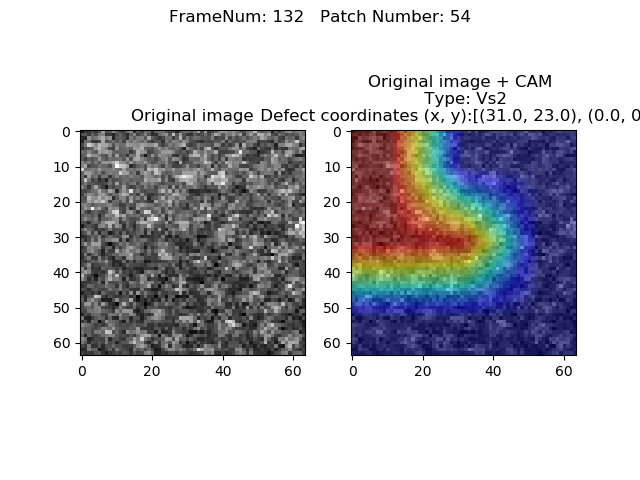 FrameNum: 132   Patch Number: 54
Original image + CAM
Type: Vs2
Original image Defect coordinates (x, y):[(31.0, 23.0), (0.0, 0
0 0
10 10
20 20
30 30
40 40
50 50
60 60
0 20 40 60 0 20 40 60